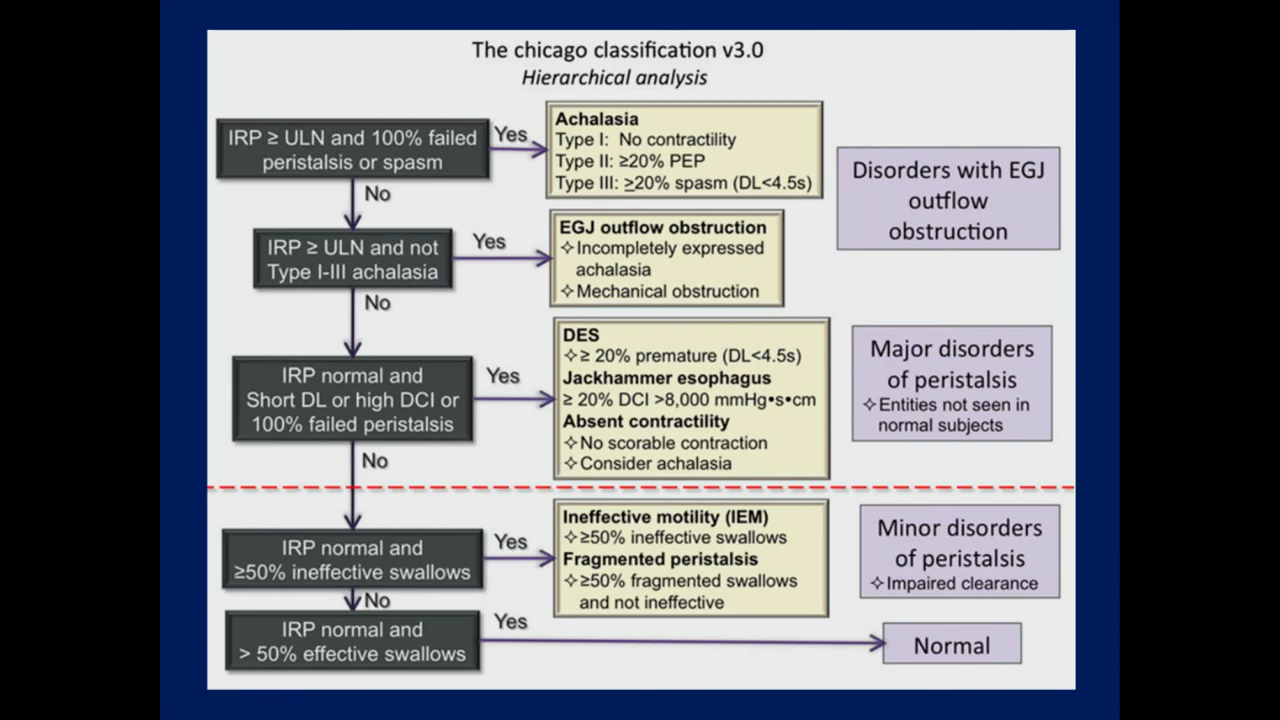 The chicago classification v3.0
Hierarchical analysis
IRP ≥ ULN and 100% failed
peristalsis or spasm
Yes
Achalasia
Type I: No contractility
Type II: ≥20% PEP
Type III: ≥20% spasm (DL<4.5s)
Disorders with EGJ
outflow
obstruction
No
IRP ≥ ULN and not
Type I-III achalasia
Yes
EGJ outflow obstruction
✧Incompletely expressed
achalasia
✧Mechanical obstruction
No
IRP normal and
Short DL or high DCI or
100% failed peristalsis
Yes
DES
✧≥ 20% premature (DL<4.5s)
Jackhammer esophagus
≥ 20% DCI >8,000 mmHg•s•cm
Absent contractility
✧No scorable contraction
✧Consider achalasia
Major disorders
of peristalsis
✧Entities not seen in
normal subjects
No
IRP normal and
≥50% ineffective swallows
Yes
Ineffective motility (IEM)
✧≥50% ineffective swallows
Fragmented peristalsis
✧≥50% fragmented swallows
and not ineffective
Minor disorders
of peristalsis
✧Impaired clearance
No
IRP normal and
> 50% effective swallows
Yes
Normal